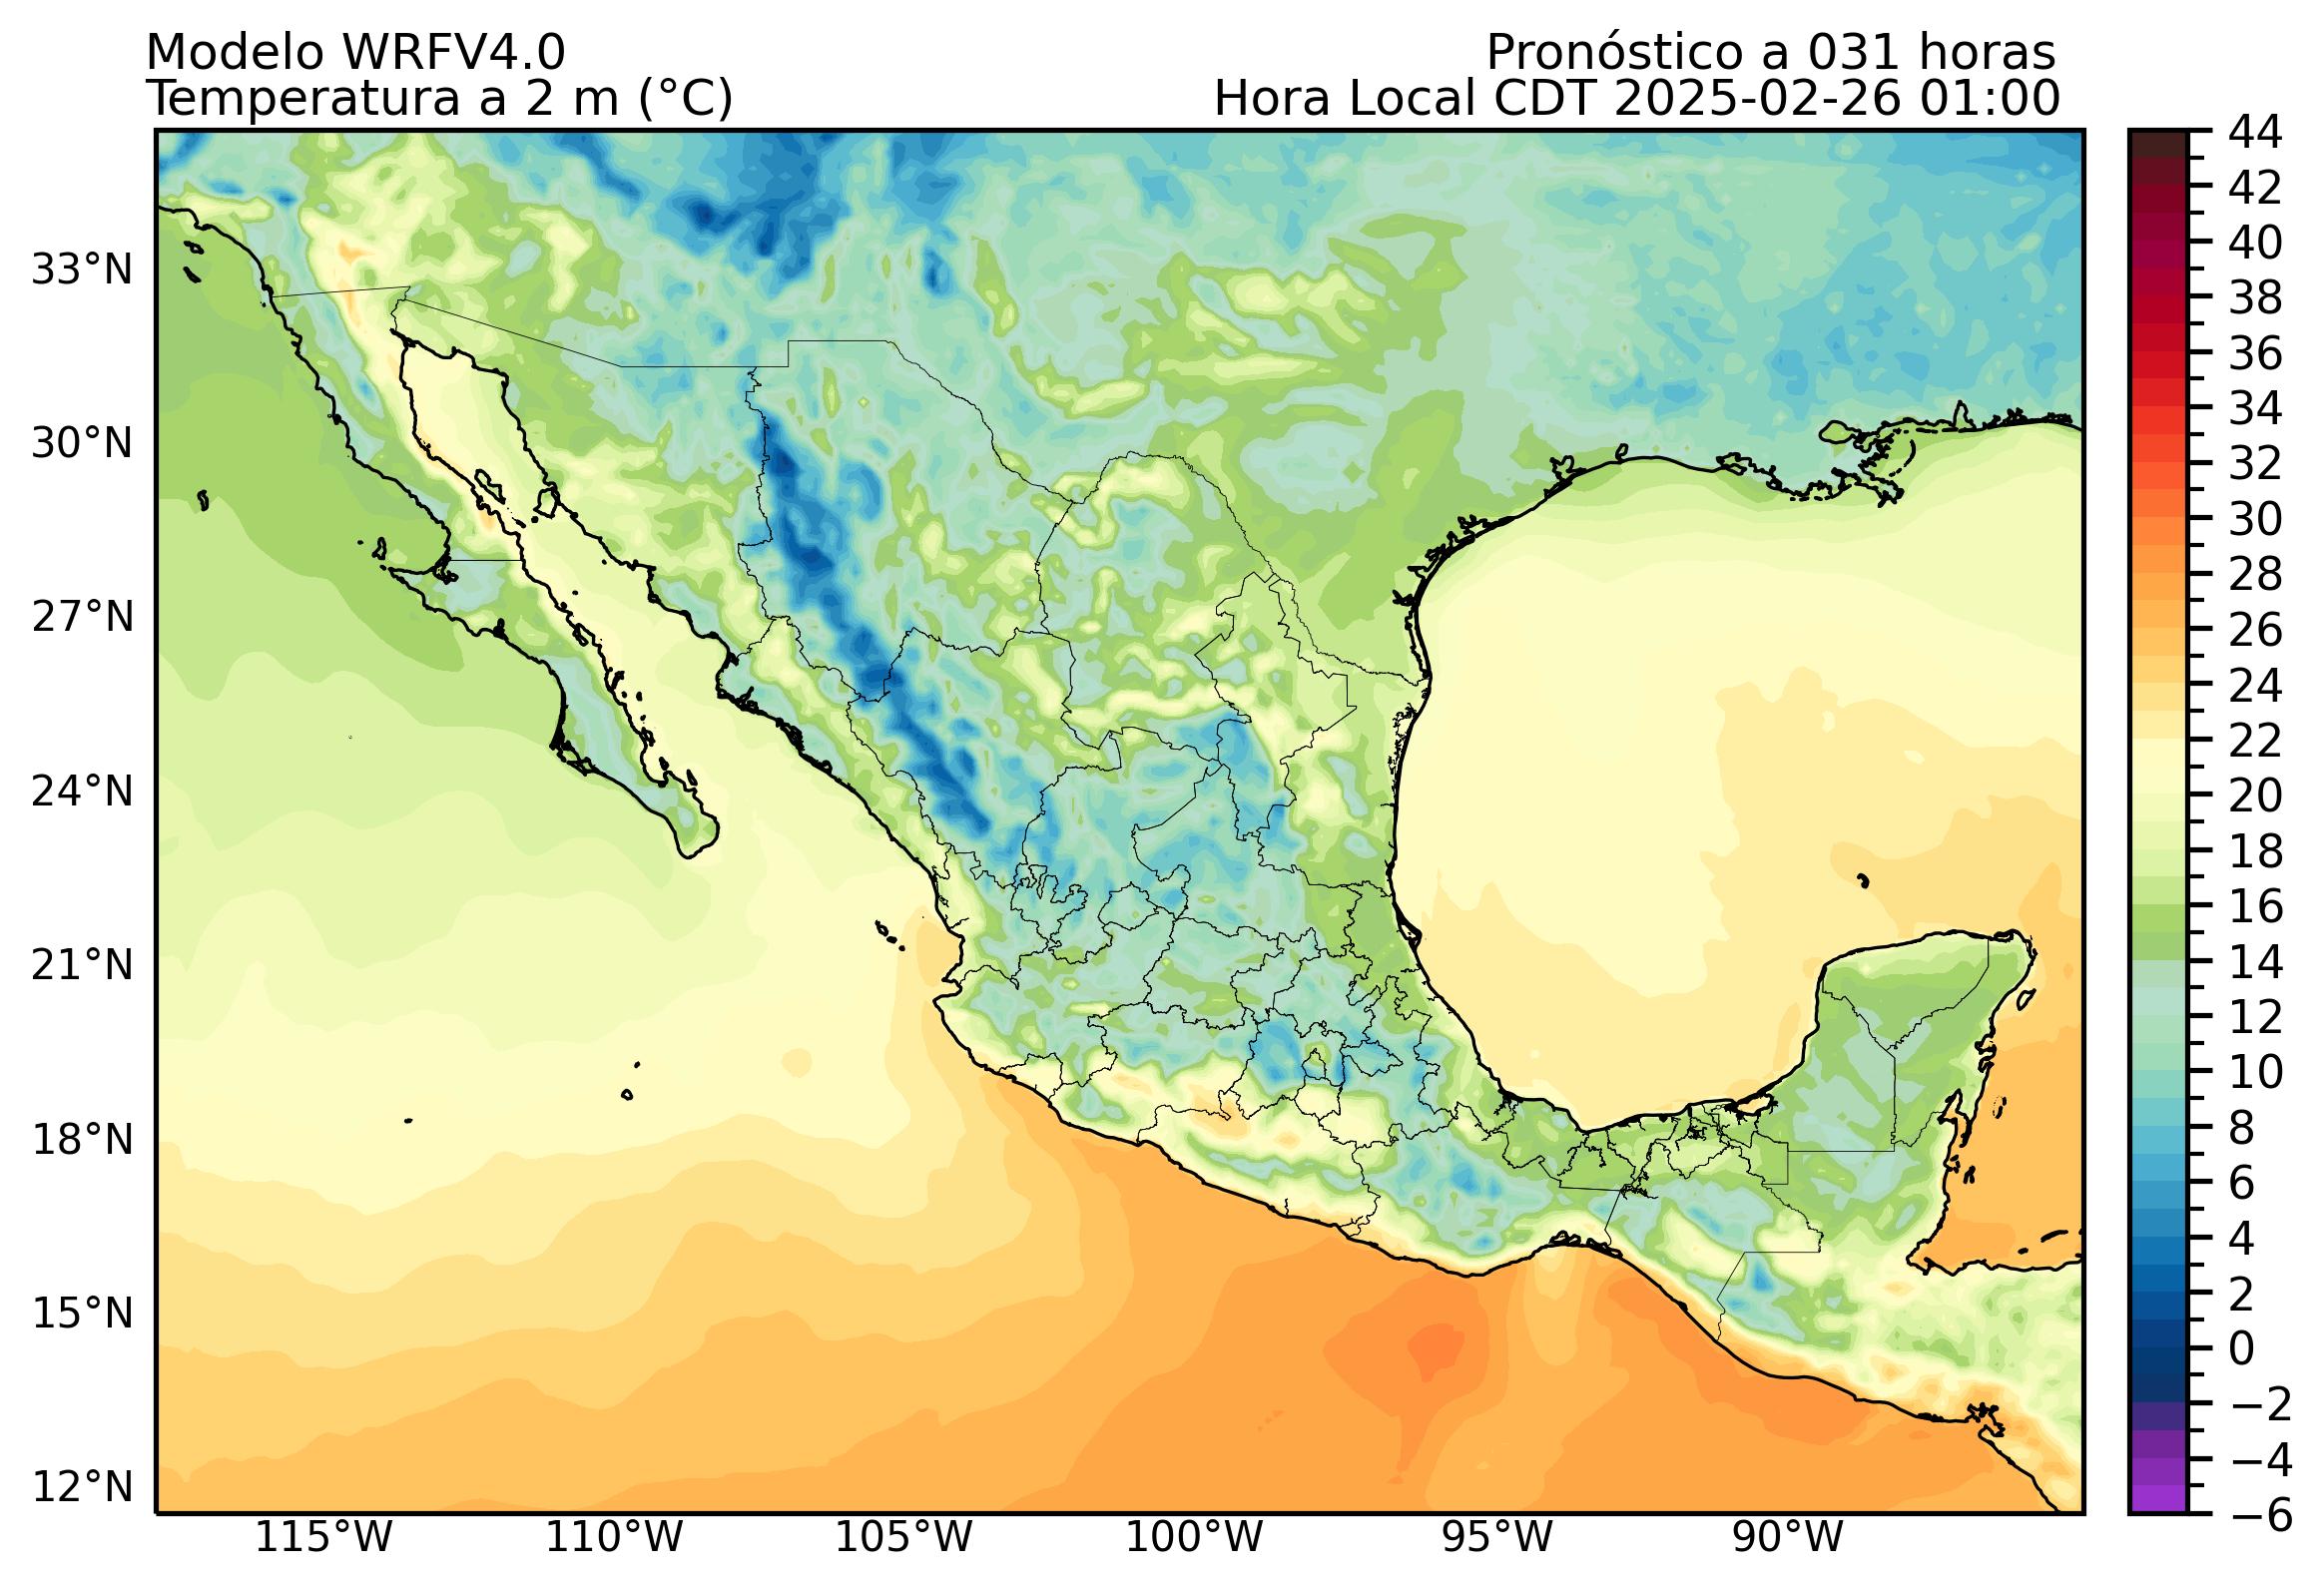 Modelo WRFV4.0
Pronóstico a 031 horas
Temperatura a 2 m (°C)
Hora Local CDT 2025-02-26 01:00
44
42
40
38
36
34
32
30
28
26
24
22
20
18
16
14
12
10
8
6
4
2
0
−2
−4
−6
33°N
30°N
27°N
24°N
21°N
18°N
15°N
12°N
115°W
110°W
105°W
100°W
95°W
90°W